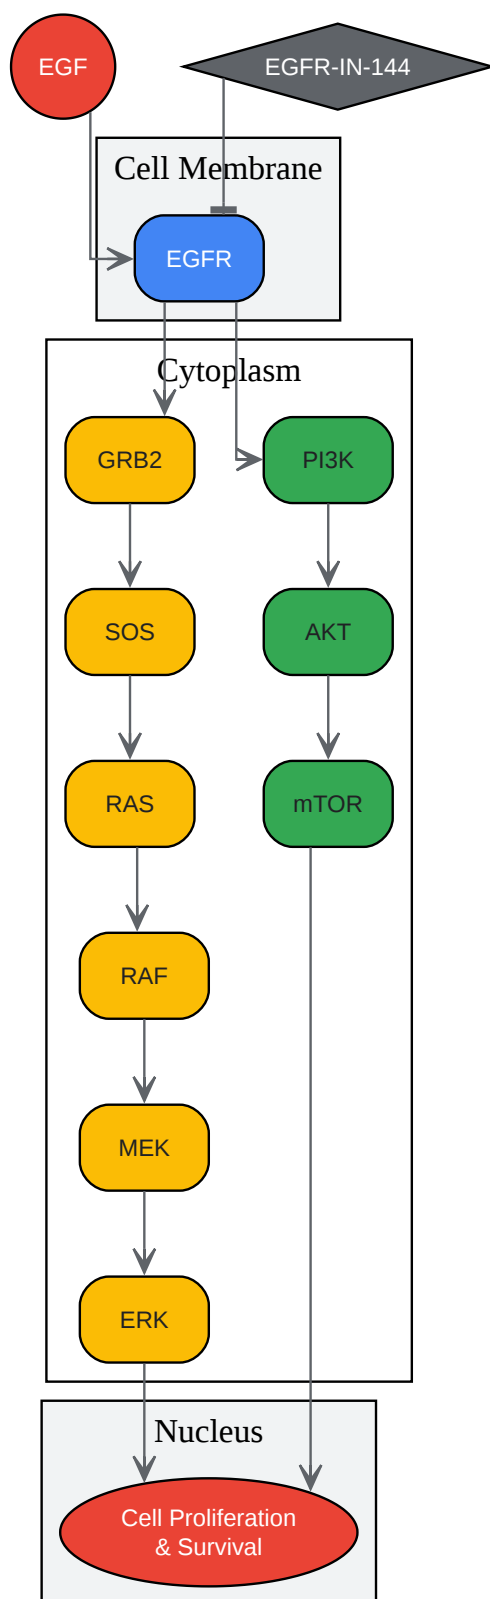 EGF
EGFR-IN-144
Cell Membrane
EGFR
Cytoplasm
GRB2
PI3K
SOS
AKT
RAS
mTOR
RAF
MEK
ERK
Nucleus
Cell Proliferation
& Survival